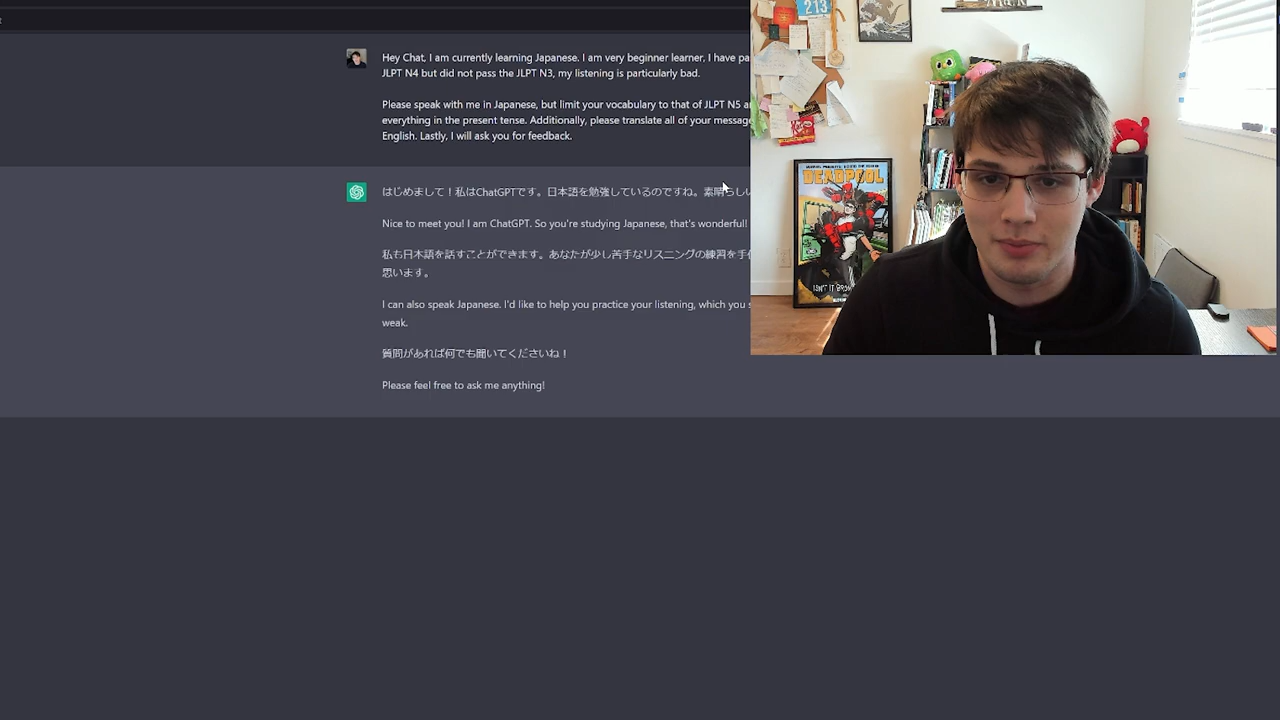 Hey Chat, I am currently learning Japanese. I am very beginner learner, I have
JLPT N4 but did not pass the JLPT N3, my listening is particularly bad.
Please speak with me in Japanese, but limit your vocabulary to that of JLPT N5
everything in the present tense. Additionally, please translate all of your
English. Lastly, I will ask you for feedback.
はじめまして！私はChatGPTです。日本語を勉強しているのですね。素晴らし
Nice to meet you! I am ChatGPT. So you're studying Japanese, that's wonderful!
私も日本語を話すことができます。あなたが少し苦手なリスニングの練習を手
思います。
I can also speak Japanese. I'd like to help you practice your listening, which you
weak.
質問があれば何でも聞いてくださいね！
Please feel free to ask me anything!
213
DEADPOOL